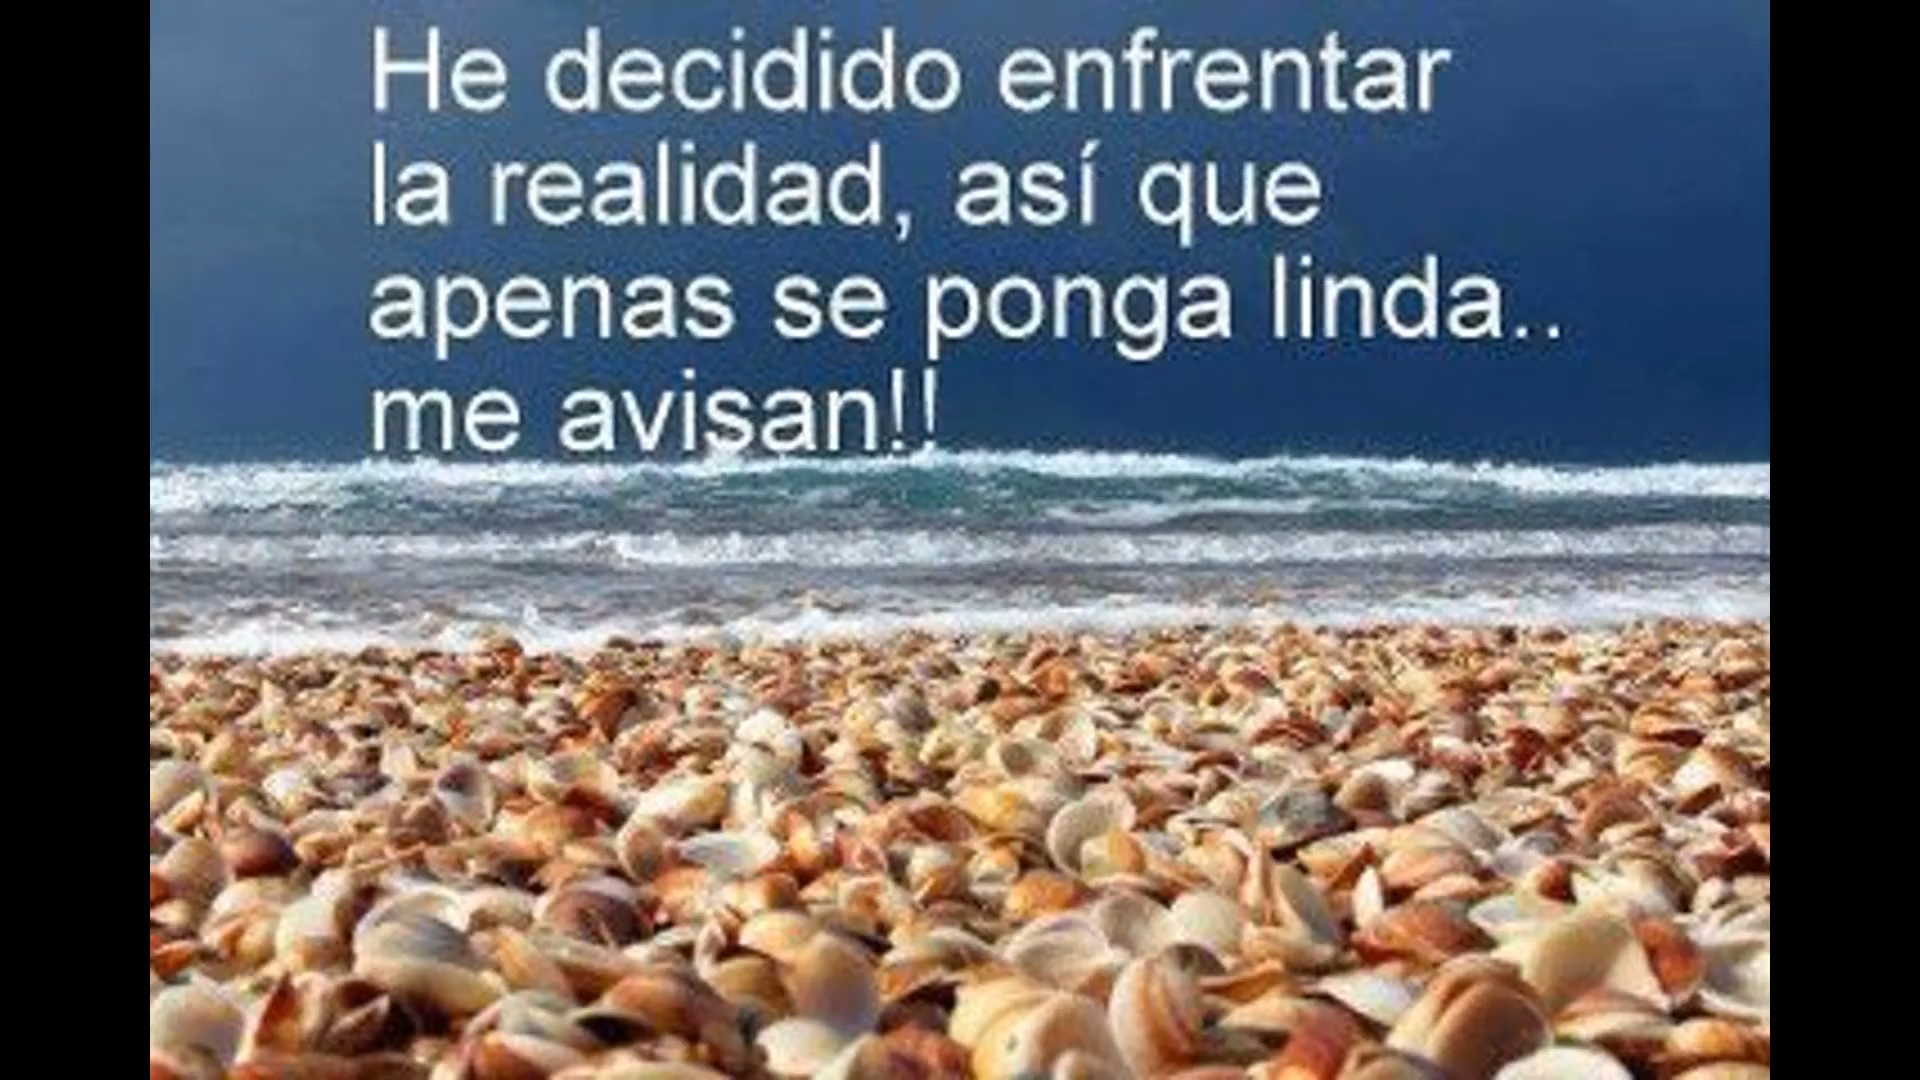 He decidido enfrentar
la realidad, así que
apenas se ponga linda..
me avisan!!